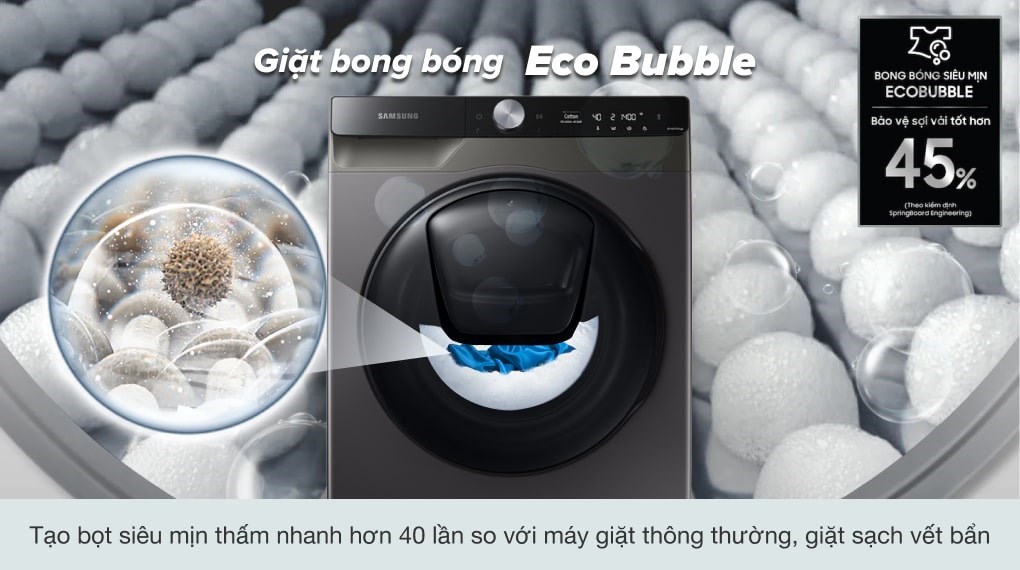 Giặt bong bóng Eco Bubble
BONG BÓNG SIÊU MỊN
ECOBUBBLE
Bảo vệ sợi vải tốt hơn
45%
(Theo kiểm định
SpringBoard Engineering)
SAMSUNG
Cotton
40 2 1400
Tạo bọt siêu mịn thấm nhanh hơn 40 lần so với máy giặt thông thường, giặt sạch vết bẩn